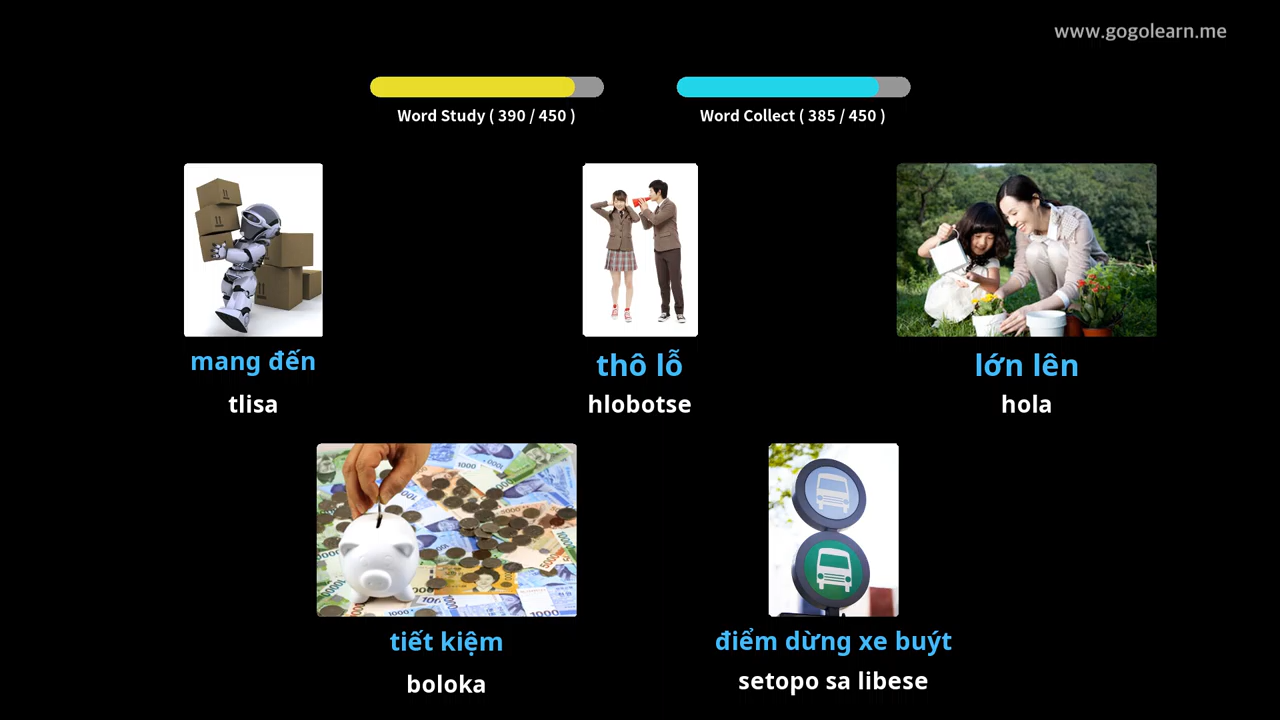 www.gogolearn.me
Word Study ( 390 / 450 )
Word Collect ( 385 / 450 )
mang đến
tlisa
thô lỗ
hlobotse
lớn lên
hola
tiết kiệm
boloka
điểm dừng xe buýt
setopo sa libese